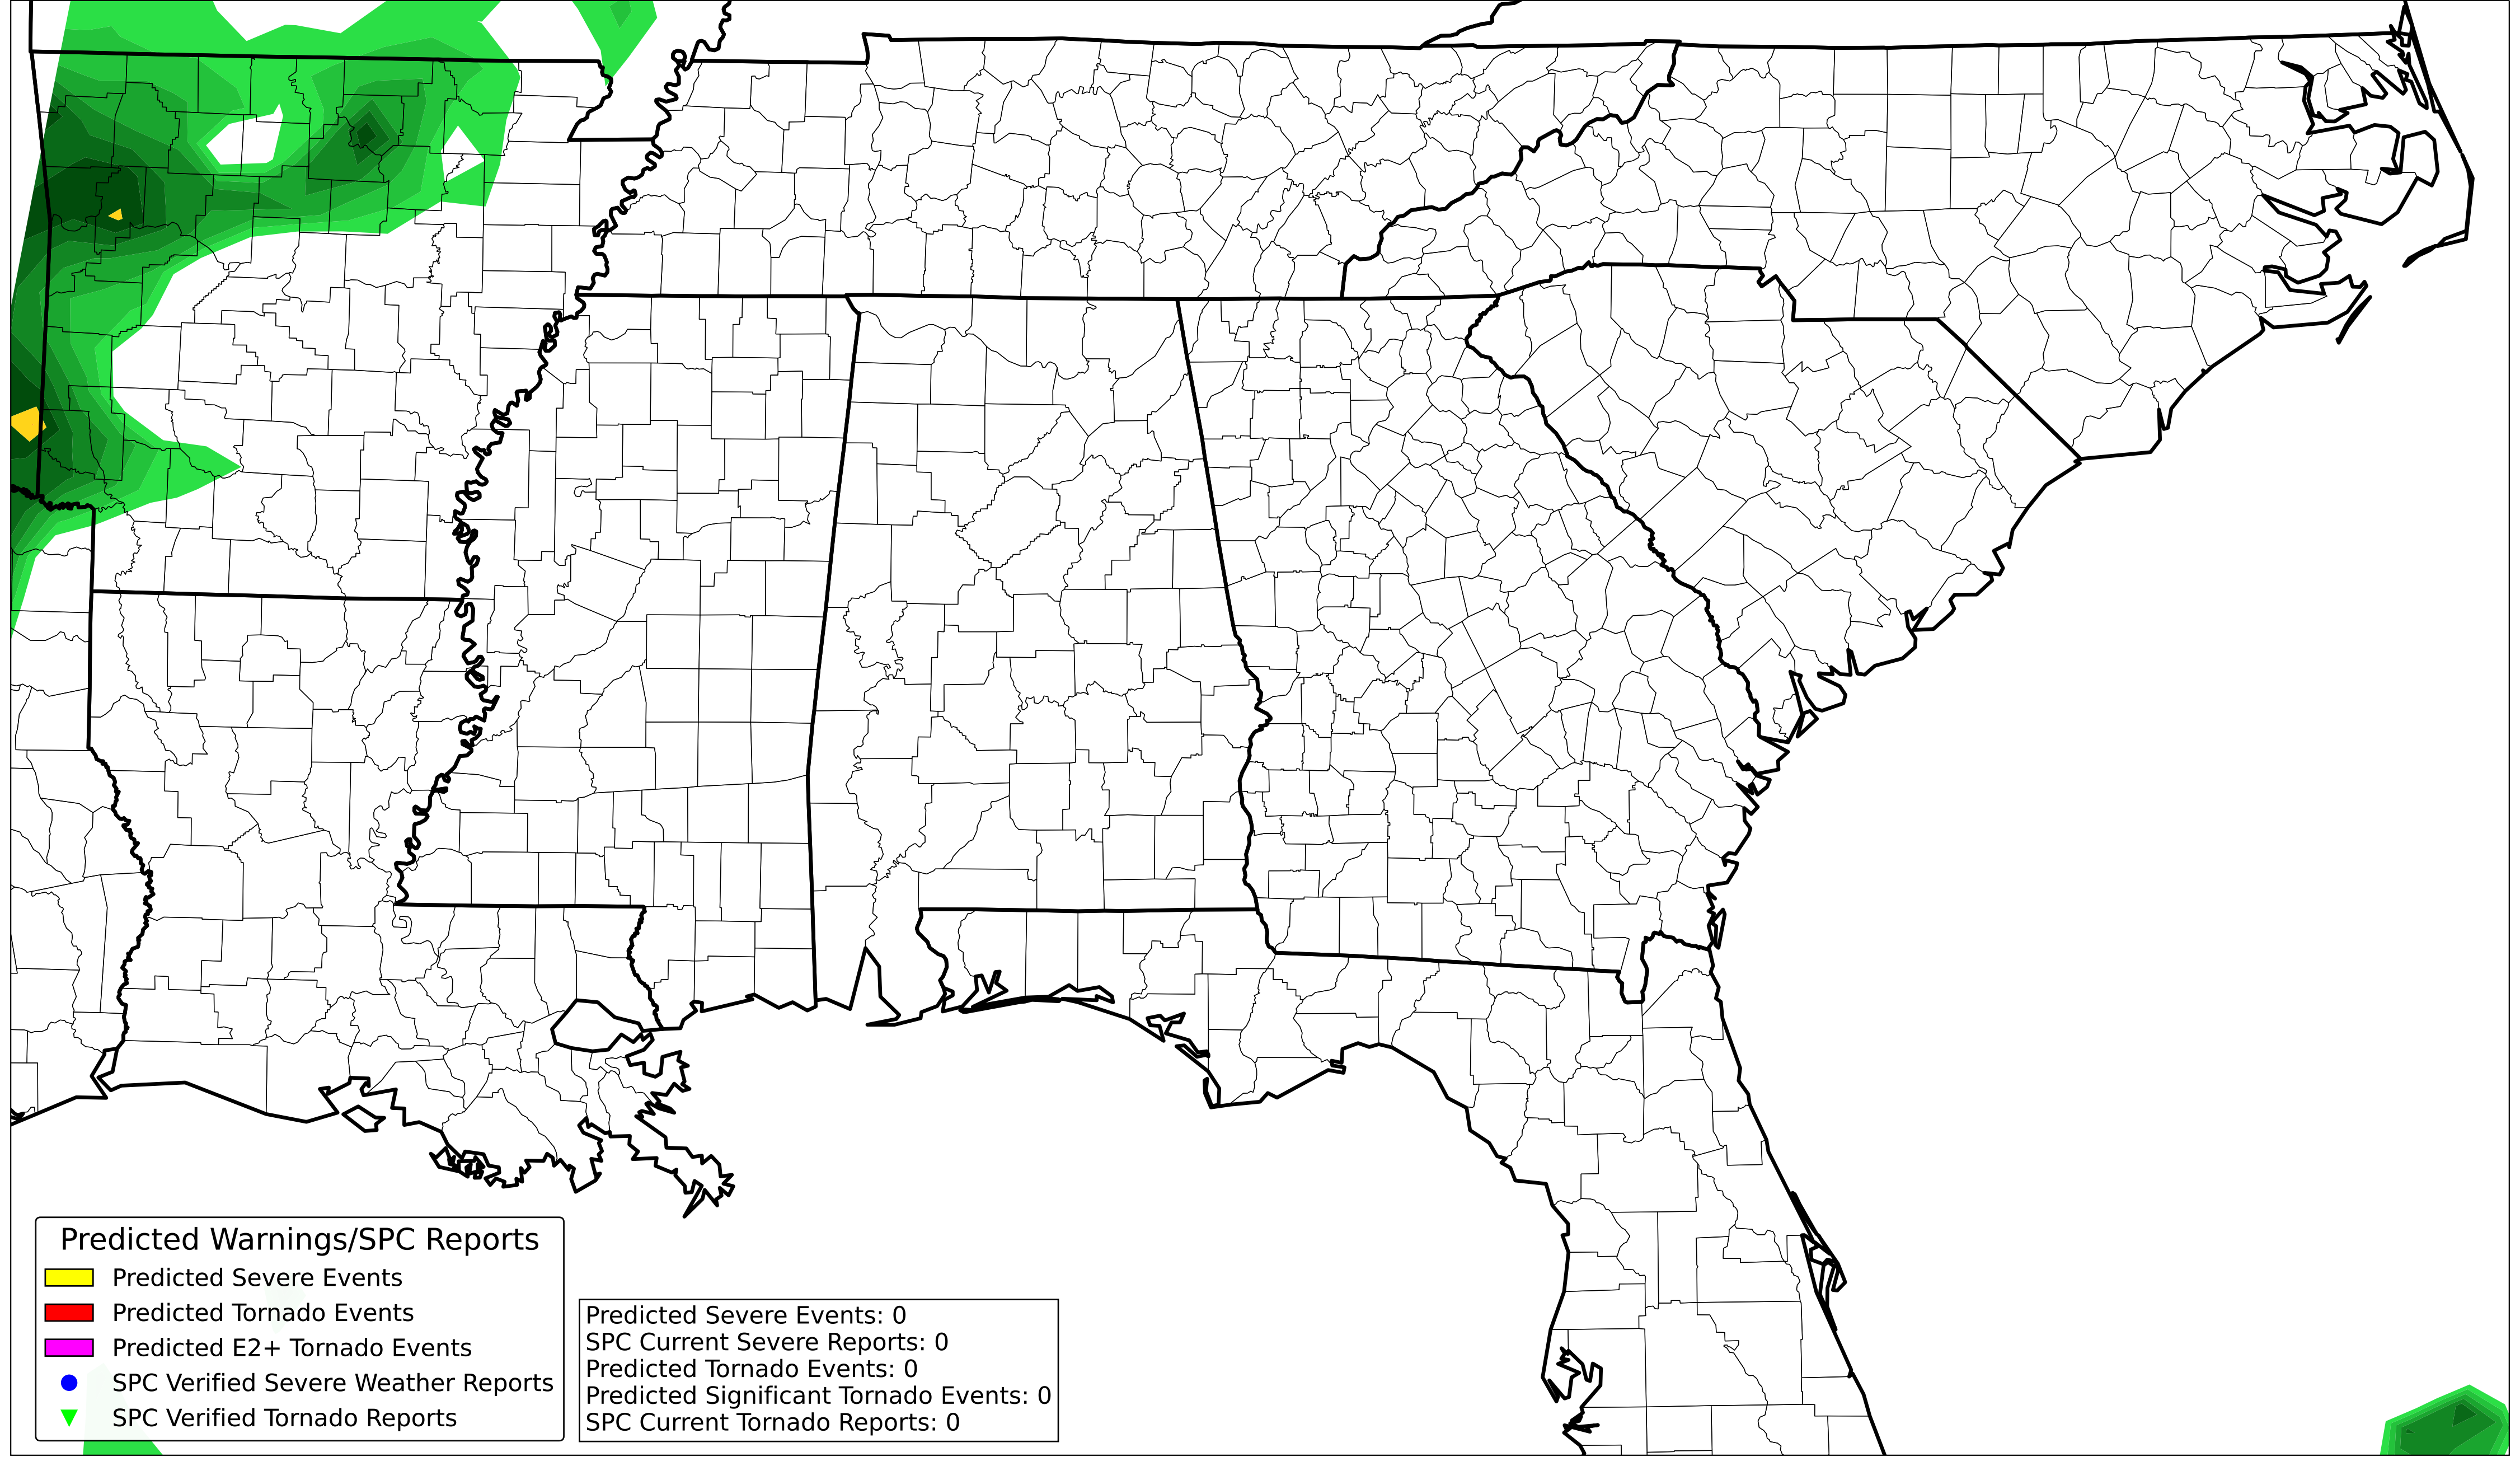 Predicted Warnings/SPC Reports
Predicted Severe Events
Predicted Tornado Events
Predicted E2+ Tornado Events
SPC Verified Severe Weather Reports
SPC Verified Tornado Reports
Predicted Severe Events: 0
SPC Current Severe Reports: 0
Predicted Tornado Events: 0
Predicted Significant Tornado Events: 0
SPC Current Tornado Reports: 0